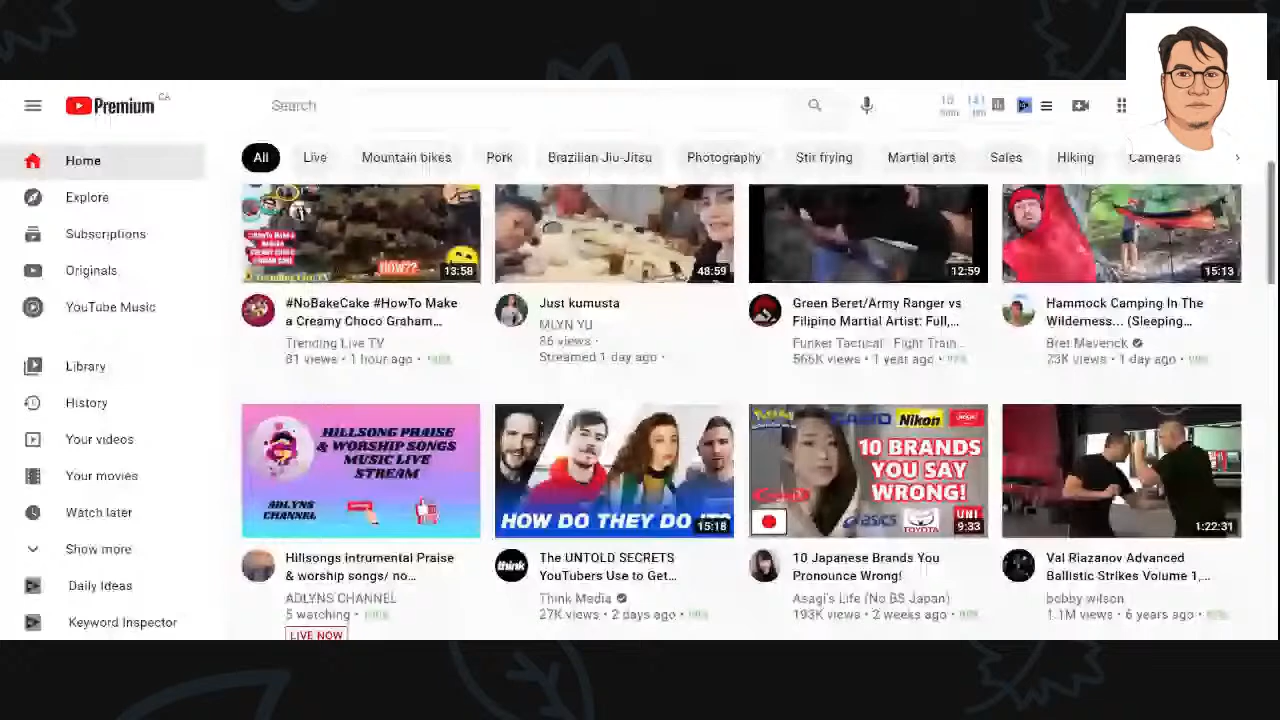 Premium CA
Search
Home
Explore
Subscriptions
Originals
YouTube Music
Library
History
Your videos
Your movies
Watch later
Show more
Daily Ideas
Keyword Inspector
All Live Mountain bikes Pork Brazilian Jiu-Jitsu Photography Stir frying Martial arts Sales Hiking Cameras
HOW??
13:58
48:59
12:59
15:13
#NoBakeCake #HowTo Make
a Creamy Choco Graham...
Trending Live TV
81 views • 1 hour ago •
Just kumusta
MLYN YU
86 views •
Streamed 1 day ago •
Green Beret/Army Ranger vs
Filipino Martial Artist: Full,...
Funker Tactical - Fight Train...
565K views • 1 year ago •
Hammock Camping In The
Wilderness... (Sleeping...
Bret Maverick
23K views • 1 day ago •
HILLSONG PRAISE
& WORSHIP SONGS
MUSIC LIVE
STREAM
ADLYNS
CHANNEL
HOW DO THEY DO
15:18
Nikon
10 BRANDS
YOU SAY
WRONG!
asics
TOYOTA
UNI
9:33
1:22:31
Hillsongs intrumental Praise
& worship songs/ no...
ADLYNS CHANNEL
5 watching •
LIVE NOW
think
The UNTOLD SECRETS
YouTubers Use to Get...
Think Media
27K views • 2 days ago •
10 Japanese Brands You
Pronounce Wrong!
Asagi's Life (No BS Japan)
193K views • 2 weeks ago •
Val Riazanov Advanced
Ballistic Strikes Volume 1,...
bobby wilson
1.1M views • 6 years ago •